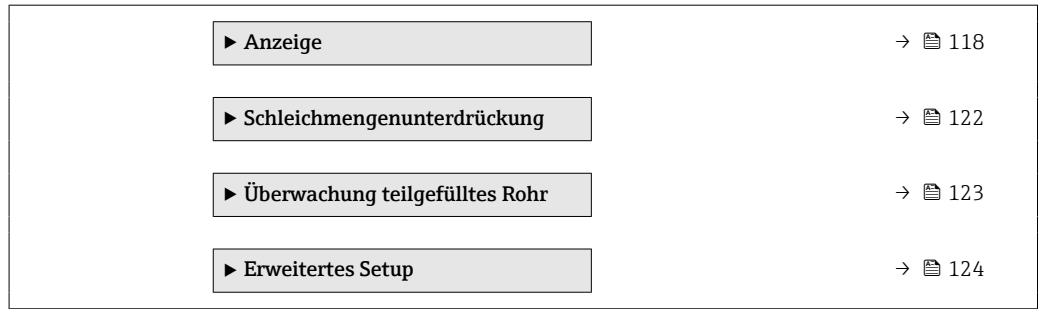 ▶ Anzeige → 🗎 118
▶ Schleichmengenunterdrückung → 🗎 122
▶ Überwachung teilgefülltes Rohr → 🗎 123
▶ Erweitertes Setup → 🗎 124